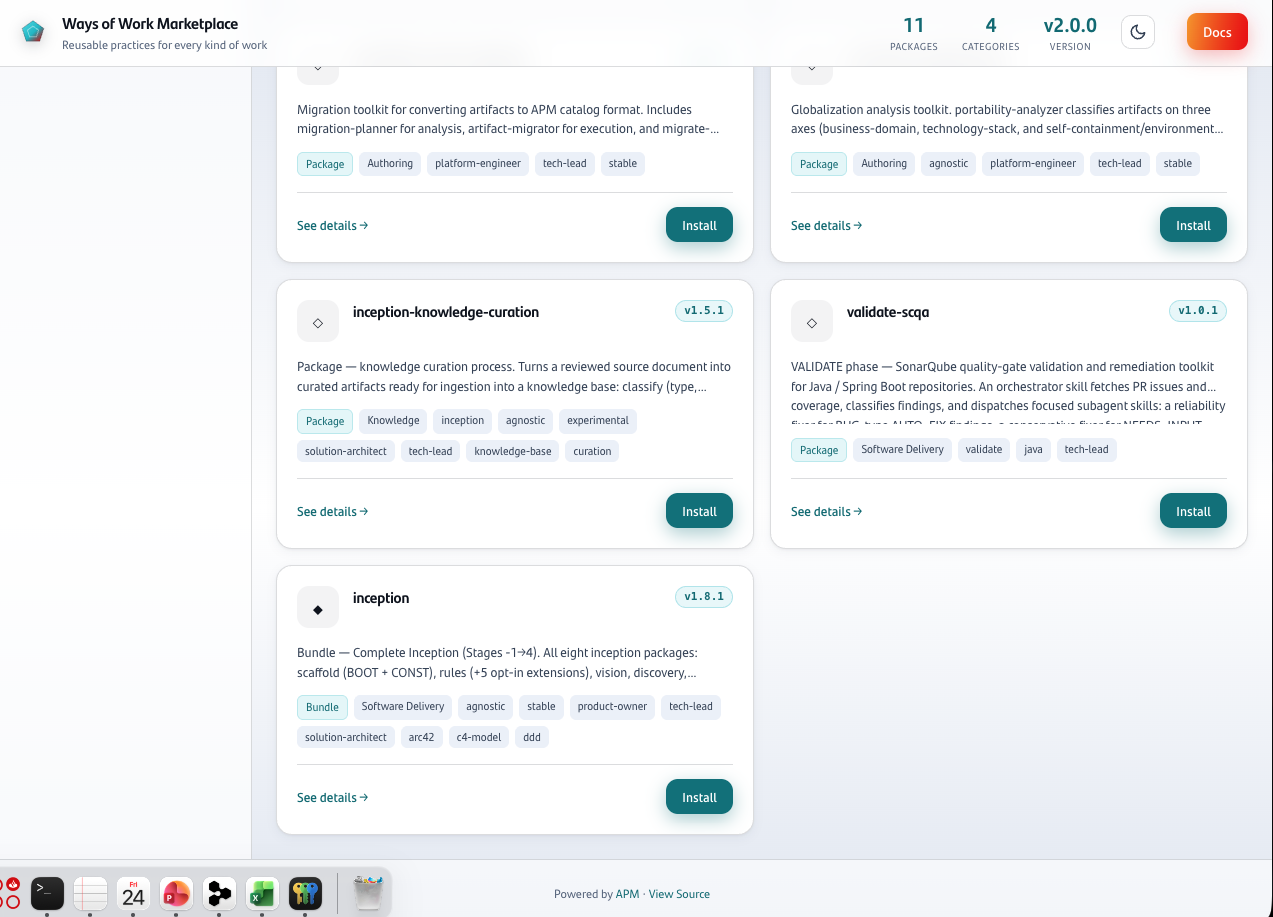 Ways of Work Marketplace
Reusable practices for every kind of work
11
PACKAGES
4
CATEGORIES
v2.0.0
VERSION
Docs
Migration toolkit for converting artifacts to APM catalog format. Includes
migration-planner for analysis, artifact-migrator for execution, and migrate-...
Package Authoring platform-engineer tech-lead stable
See details →
Install
Globalization analysis toolkit. portability-analyzer classifies artifacts on three
axes (business-domain, technology-stack, and self-containment/environment...
Package Authoring agnostic platform-engineer tech-lead stable
See details →
Install
inception-knowledge-curation
v1.5.1
Package — knowledge curation process. Turns a reviewed source document into
curated artifacts ready for ingestion into a knowledge base: classify (type,...
Package Knowledge inception agnostic experimental
solution-architect tech-lead knowledge-base curation
See details →
Install
validate-scqa
v1.0.1
VALIDATE phase — SonarQube quality-gate validation and remediation toolkit
for Java / Spring Boot repositories. An orchestrator skill fetches PR issues and...
coverage, classifies findings, and dispatches focused subagent skills: a reliability
fixer for BUG-type AUTO_FIX findings, a conservative fixer for NEEDS_INPUT
Package Software Delivery validate java tech-lead
See details →
Install
inception
v1.8.1
Bundle — Complete Inception (Stages -1→4). All eight inception packages:
scaffold (BOOT + CONST), rules (+5 opt-in extensions), vision, discovery,...
Bundle Software Delivery agnostic stable product-owner tech-lead
solution-architect arc42 c4-model ddd
See details →
Install
Fri
24
Powered by APM · View Source